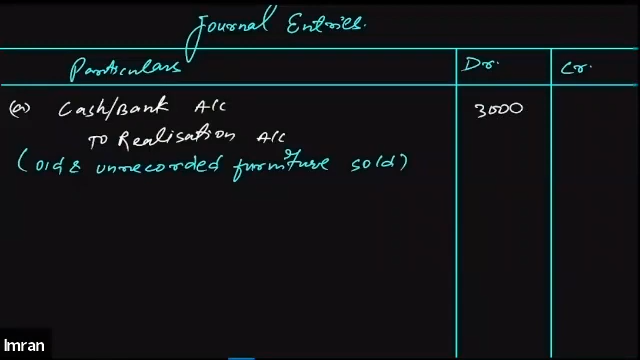 Journal Entries.
Particulars Dr. Cr.
(a) Cash/Bank A/C 3000
To Realisation A/C
(Old & unrecorded furniture sold)
Imran